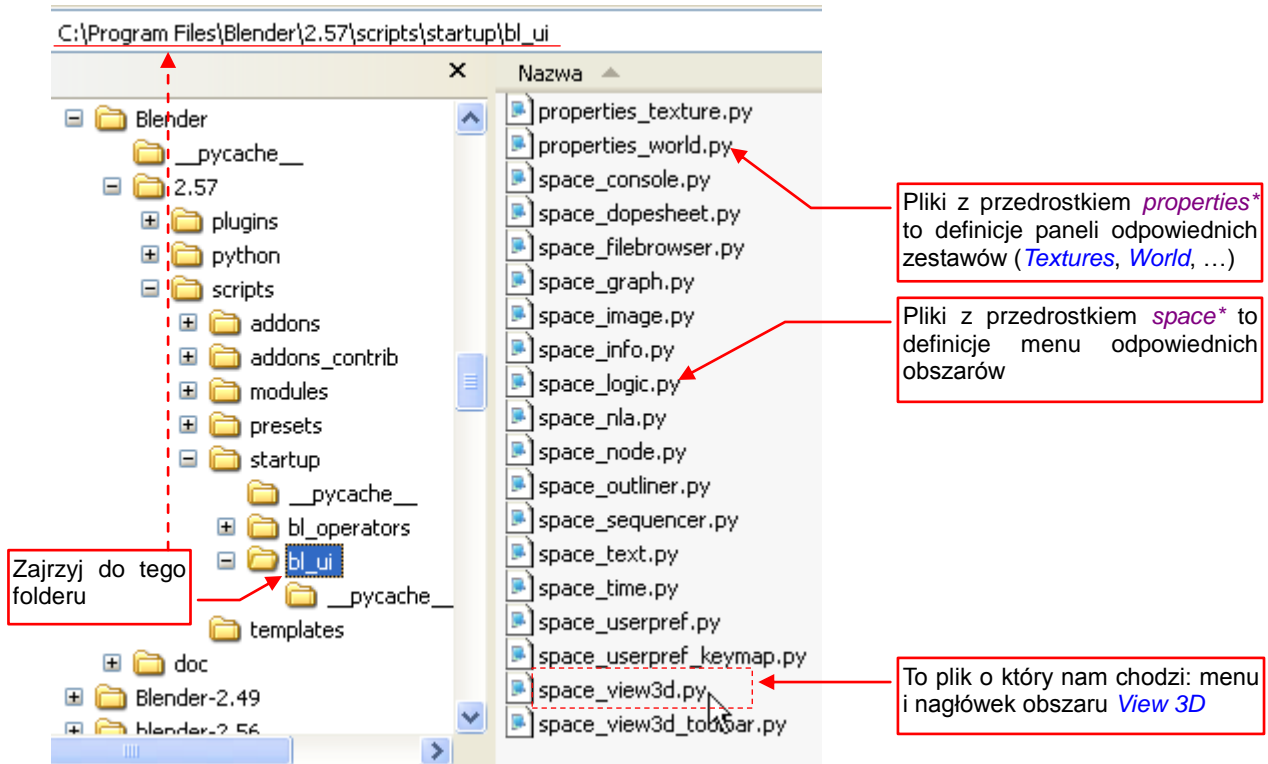 C:\Program Files\Blender\2.57\scripts\startup\bl_ui
Nazwa
Blender
__pycache__
2.57
plugins
python
scripts
addons
addons_contrib
modules
presets
startup
__pycache__
bl_operators
bl_ui
__pycache__
templates
doc
Blender-2.49
blender-2.56
properties_texture.py
properties_world.py
space_console.py
space_dopesheet.py
space_filebrowser.py
space_graph.py
space_image.py
space_info.py
space_logic.py
space_nla.py
space_node.py
space_outliner.py
space_sequencer.py
space_text.py
space_time.py
space_userpref.py
space_userpref_keymap.py
space_view3d.py
space_view3d_toolbar.py
Zajrzyj do tego
folderu
Pliki z przedrostkiem properties*
to definicje paneli odpowiednich
zestawów (Textures, World, …)
Pliki z przedrostkiem space* to
definicje menu odpowiednich
obszarów
To plik o który nam chodzi: menu
i nagłówek obszaru View 3D